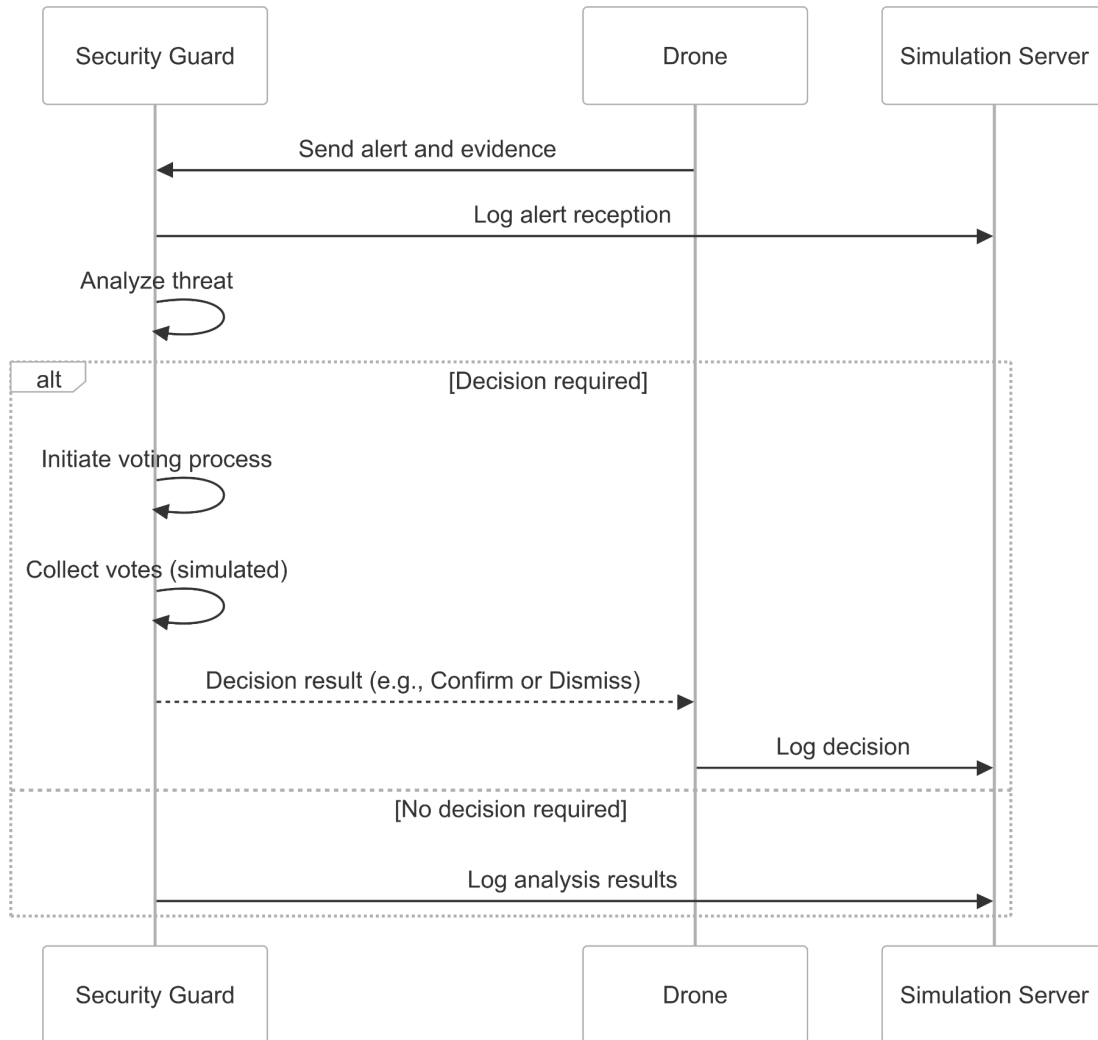 Security Guard
Drone
Simulation Server
Send alert and evidence
Log alert reception
Analyze threat
alt
[Decision required]
Initiate voting process
Collect votes (simulated)
Decision result (e.g., Confirm or Dismiss)
Log decision
[No decision required]
Log analysis results
Security Guard
Drone
Simulation Server